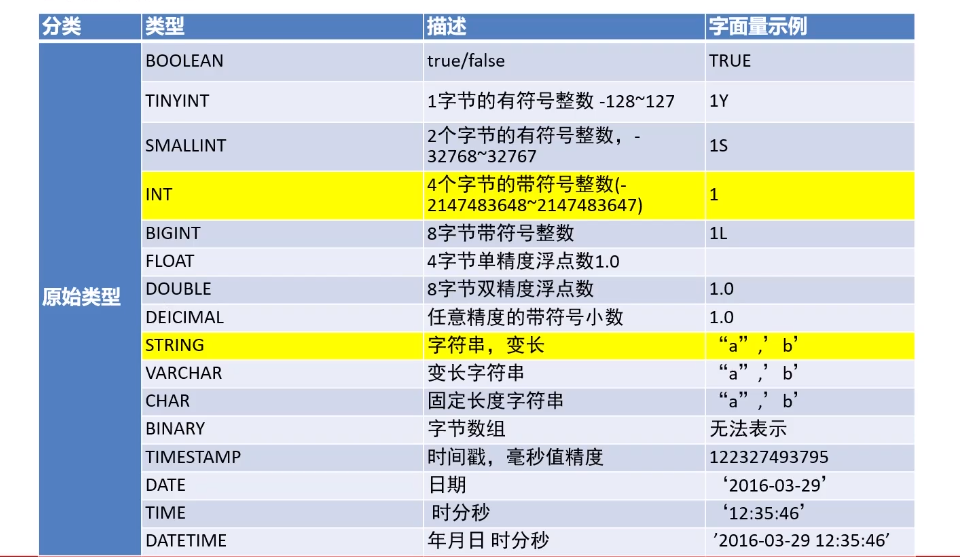 分类 类型 描述 字面量示例
原始类型
BOOLEAN true/false TRUE
TINYINT 1字节的有符号整数 -128~127 1Y
SMALLINT 2个字节的有符号整数，-
32768~32767 1S
INT 4个字节的带符号整数(-
2147483648~2147483647) 1
BIGINT 8字节带符号整数 1L
FLOAT 4字节单精度浮点数1.0
DOUBLE 8字节双精度浮点数 1.0
DEICIMAL 任意精度的带符号小数 1.0
STRING 字符串，变长 “a”,’b’
VARCHAR 变长字符串 “a”,’b’
CHAR 固定长度字符串 “a”,’b’
BINARY 字节数组 无法表示
TIMESTAMP 时间戳，毫秒值精度 122327493795
DATE 日期 ‘2016-03-29’
TIME 时分秒 ‘12:35:46’
DATETIME 年月日 时分秒 ’2016-03-29 12:35:46’